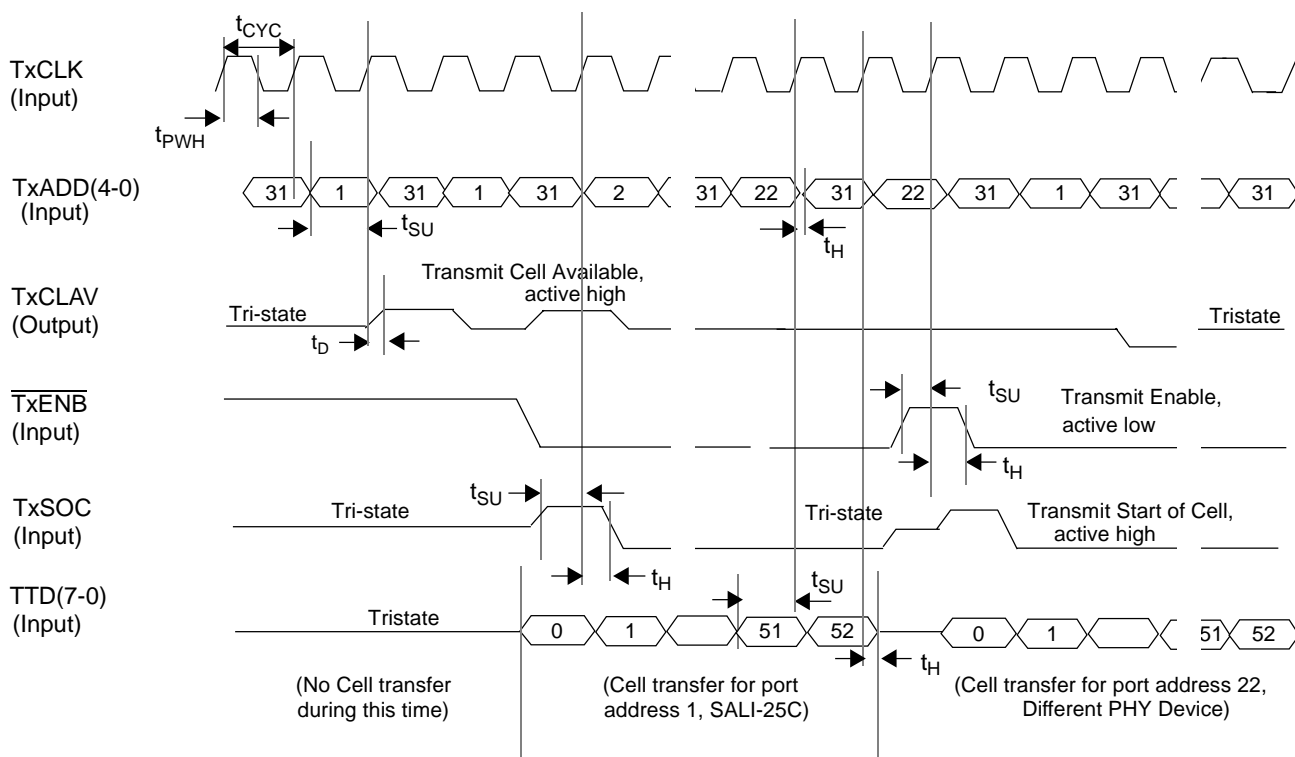 tCYC
TxCLK
(Input)
tPWH
TxADD(4-0)
(Input)
31 1 31 1 31 2 31 22 31 22 31 1 31 31
tSU
tH
TxCLAV
(Output)
Tri-state
Transmit Cell Available,
active high
Tristate
tD
TxENB
(Input)
tSU
Transmit Enable,
active low
tH
TxSOC
(Input)
Tri-state
tSU
Tri-state
Transmit Start of Cell,
active high
tH
tSU
TTD(7-0)
(Input)
Tristate
0 1 51 52 0 1 51 52
tH
(No Cell transfer
during this time)
(Cell transfer for port
address 1, SALI-25C)
(Cell transfer for port address 22,
Different PHY Device)